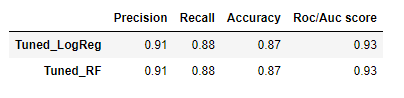 Precision Recall Accuracy Roc/Auc score
Tuned_LogReg 0.91 0.88 0.87 0.93
Tuned_RF 0.91 0.88 0.87 0.93